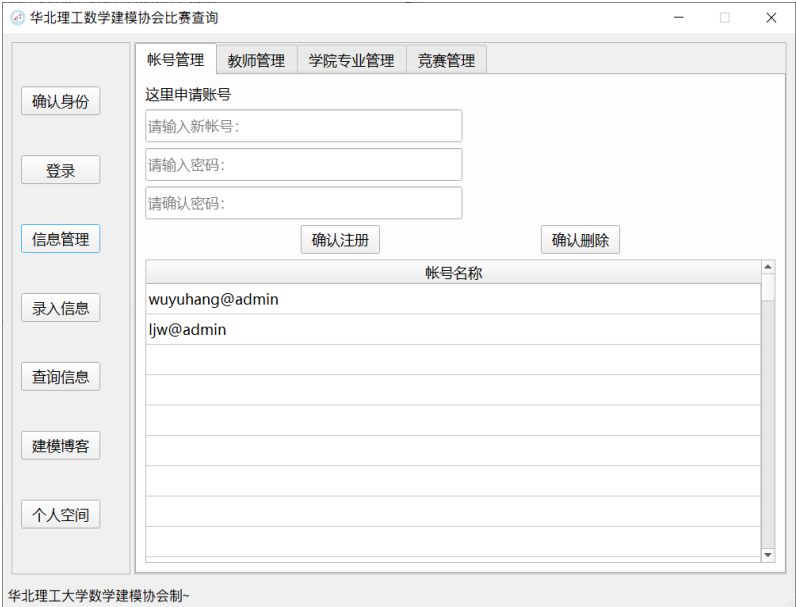 华北理工数学建模协会比赛查询
确认身份
登录
信息管理
录入信息
查询信息
建模博客
个人空间
帐号管理 教师管理 学院专业管理 竞赛管理
这里申请账号
请输入新帐号：
请输入密码：
请确认密码：
确认注册 确认删除
帐号名称
wuyuhang@admin
ljw@admin
华北理工大学数学建模协会制~